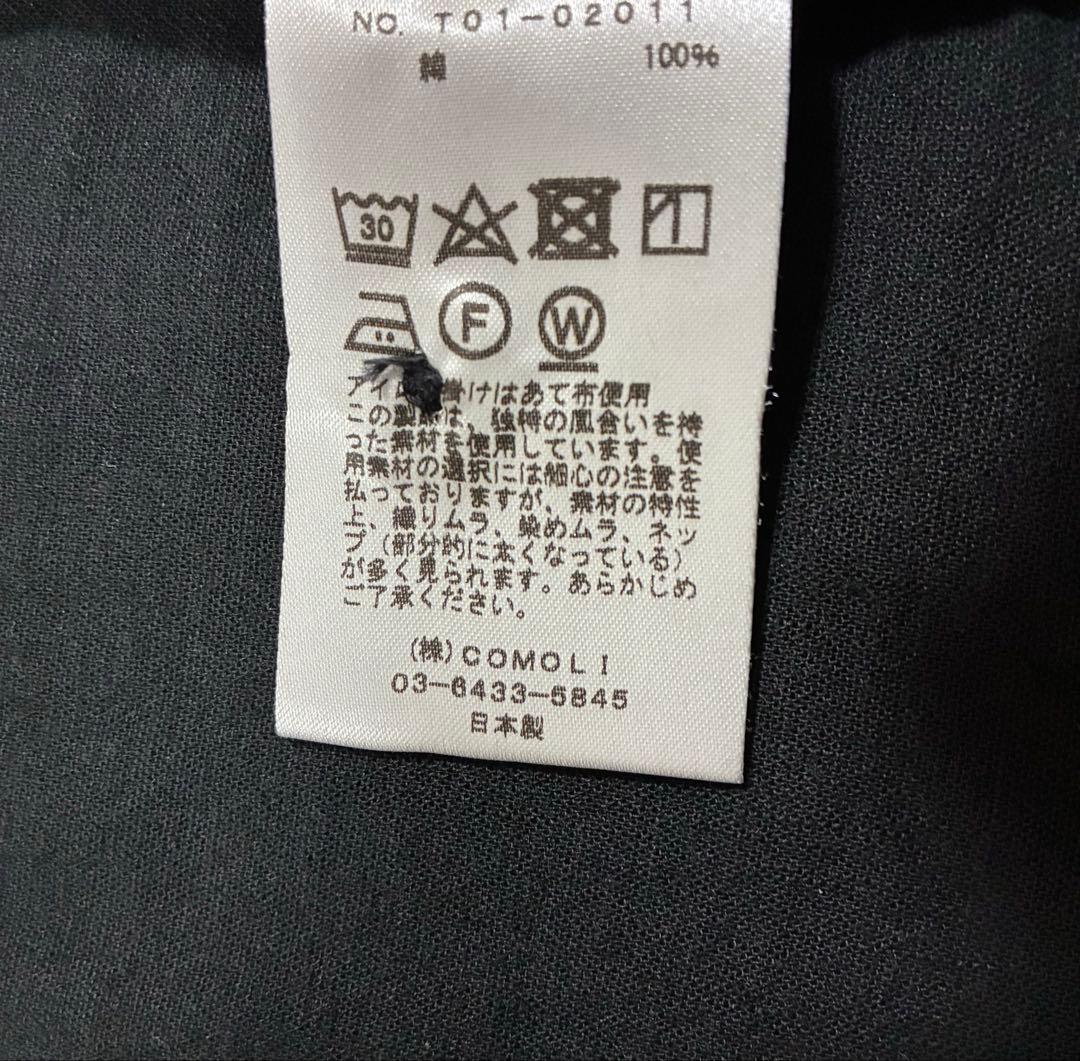 NO. T01-02011
綿 100%
30
F W
アイロン掛けはあて布使用
この製品は、独特の風合いを持
った素材を使用しています。使
用素材の選択には細心の注意を
払っておりますが、素材の特性
上、織りムラ、染めムラ、ネッ
プ(部分的に太くなっている)
が多く見られます。あらかじめ
ご了承ください。
(株)COMOLI
03-6433-5845
日本製